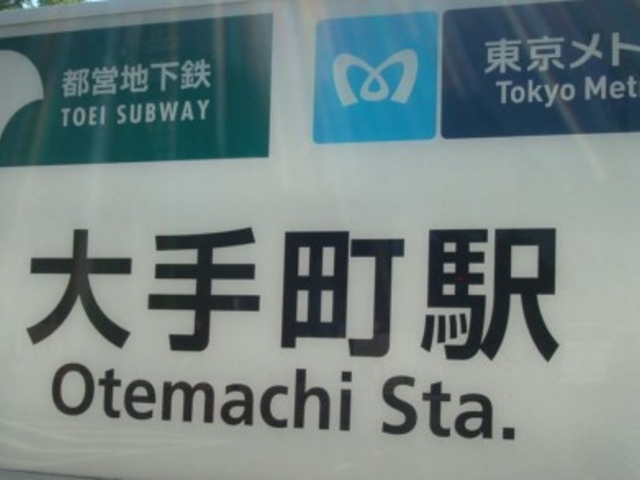 都営地下鉄
TOEI SUBWAY
東京メト
Tokyo Met
大手町駅
Otemachi Sta.